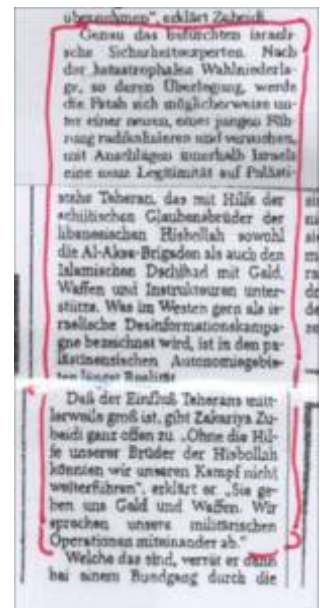 übernehmen", erklärt Zubeidi.
Genau das befürchten israeli-
sche Sicherheitsexperten. Nach
der katastrophalen Wahlniederla-
ge, so deren Überlegung, werde
die Fatah sich möglicherweise un-
ter einer neuen, einer jungen Füh-
rung radikalisieren und versuchen,
mit Anschlägen innerhalb Israels
eine neue Legitimität auf Palästi-
stehe Teheran, das mit Hilfe der
schiitischen Glaubensbrüder der
libanesischen Hisbollah sowohl
die Al-Aksa-Brigaden als auch den
Islamischen Dschihad mit Geld,
Waffen und Instrukteuren unter-
stütze. Was im Westen gern als is-
raelische Desinformationskampa-
gne bezeichnet wird, ist in den pa-
lästinensischen Autonomiegebie-
ten längst Realität.
Daß der Einfluß Teherans mitt-
lerweile groß ist, gibt Zakariya Zu-
beidi ganz offen zu. „Ohne die Hil-
fe unserer Brüder der Hisbollah
könnten wir unseren Kampf nicht
weiterführen", erklärt er. „Sie ge-
ben uns Geld und Waffen. Wir
sprechen unsere militärischen
Operationen miteinander ab."
Welche das sind, verrät er dann
bei einem Rundgang durch die